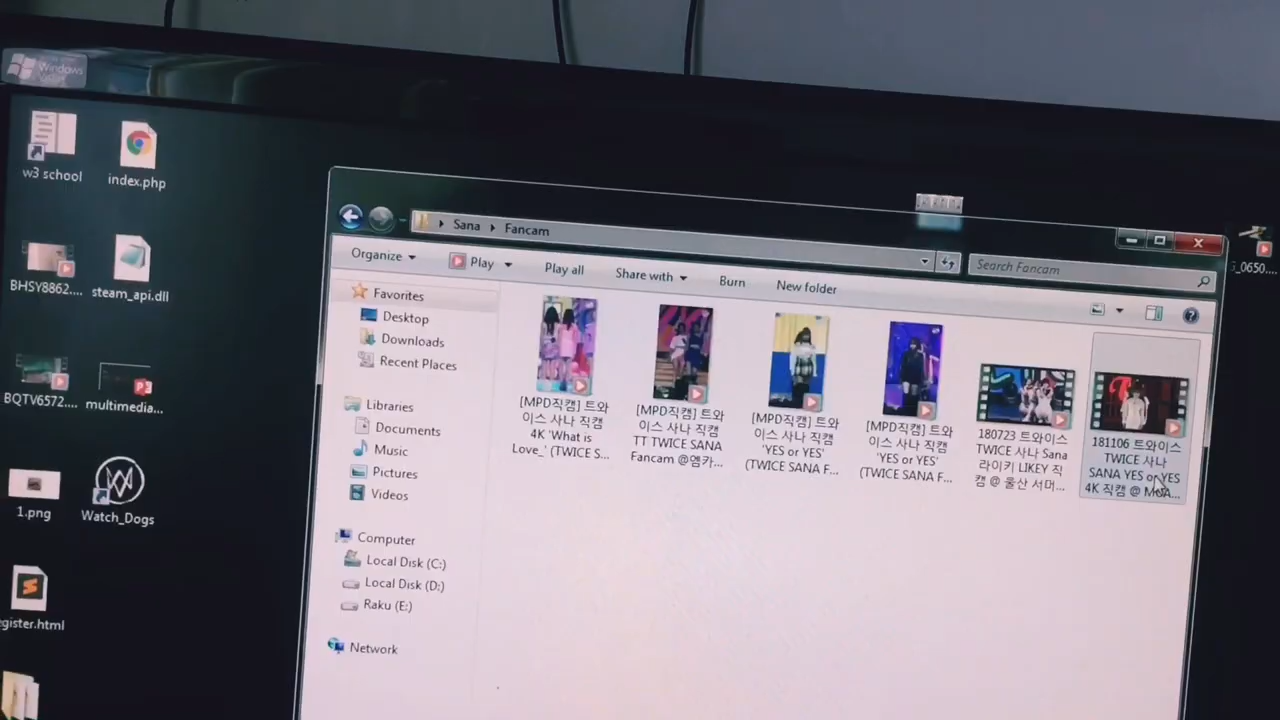 Windows
w3 school
index.php
BHSY8862....
steam_api.dll
BQTV6572....
multimedia...
1.png
Watch_Dogs
egister.html
Sana
Fancam
Search Fancam
Organize
Play
Play all
Share with
Burn
New folder
Favorites
Desktop
Downloads
Recent Places
Libraries
Documents
Music
Pictures
Videos
Computer
Local Disk (C:)
Local Disk (D:)
Raku (E:)
Network
[MPD직캠] 트와
이스 사나 직캠
4K 'What is
Love_' (TWICE S...
[MPD직캠] 트와
이스 사나 직캠
TT TWICE SANA
Fancam @엠카...
[MPD직캠] 트와
이스 사나 직캠
'YES or YES'
(TWICE SANA F...
[MPD직캠] 트와
이스 사나 직캠
'YES or YES'
(TWICE SANA F...
180723 트와이스
TWICE 사나 Sana
라이키 LIKEY 직
캠 @ 울산 서머...
181106 트와이스
TWICE 사나
SANA YES or YES
4K 직캠 @
_0650....